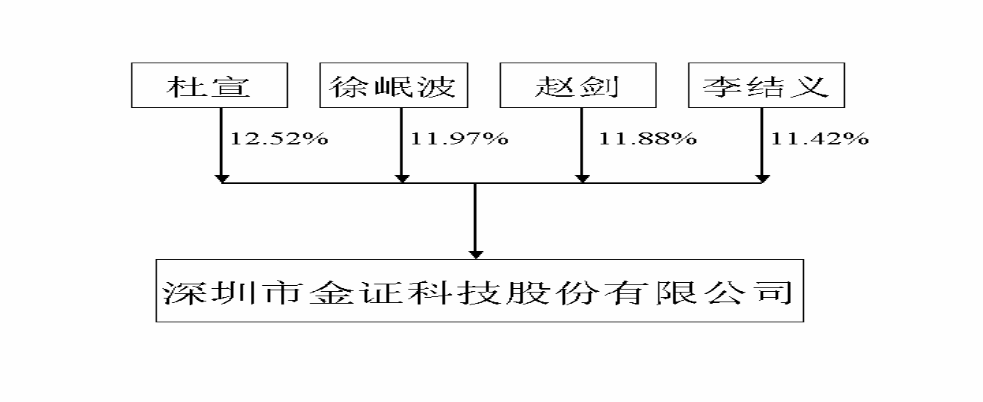 杜宣 徐岷波 赵剑 李结义
12.52% 11.97% 11.88% 11.42%
深圳市金证科技股份有限公司